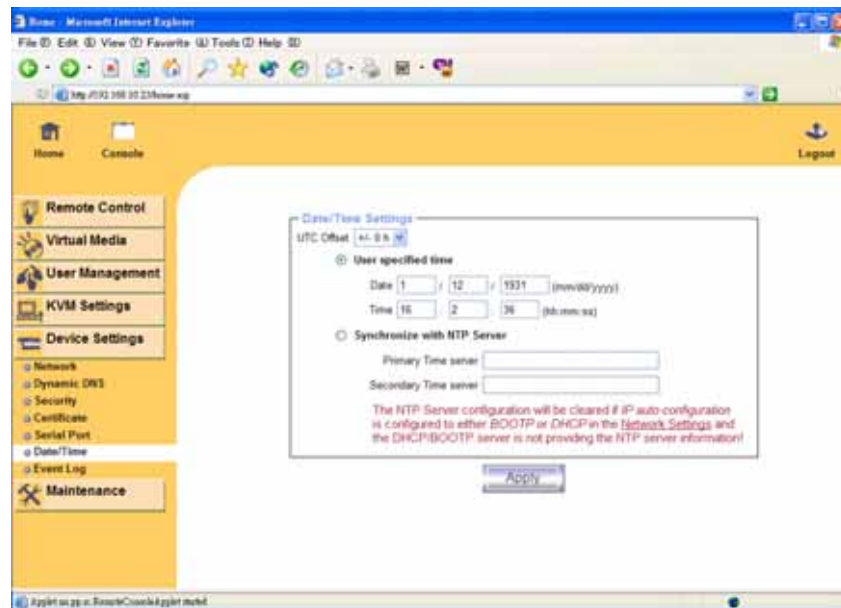 Home - Microsoft Internet Explorer
File Edit View Favorite Tools Help
Home
Console
Logout
Remote Control
Virtual Media
User Management
KVM Settings
Device Settings
Network
Dynamic DNS
Security
Certificate
Serial Port
Date/Time
Event Log
Maintenance
Date/Time Settings
UTC Offset +/- 0 h
User specified time
Date 1 / 12 / 1931 (mm/dd/yyyy)
Time 16 : 2 : 36 (hh:mm:ss)
Synchronize with NTP Server
Primary Time server
Secondary Time server
The NTP Server configuration will be cleared if IP auto-configuration
is configured to either BOOTP or DHCP in the Network Settings and
the DHCP/BOOTP server is not providing the NTP server information!
Apply